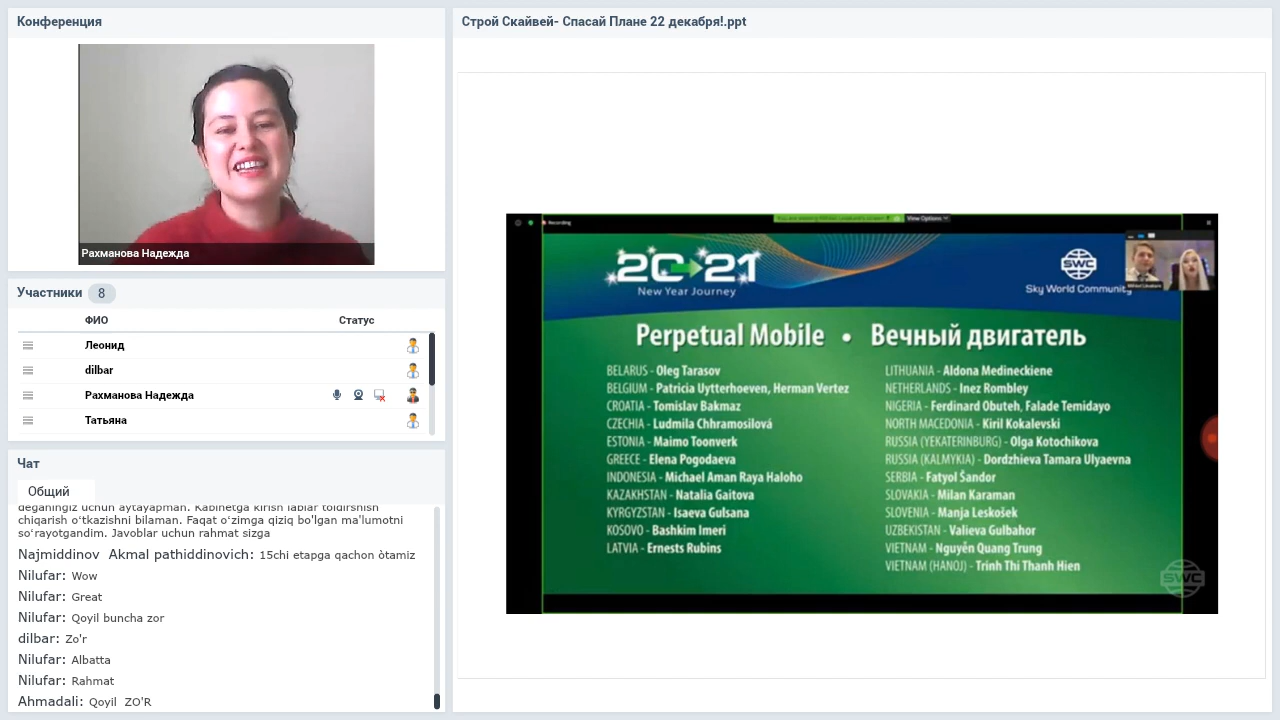 Конференция
Рахманова Надежда
Участники 8
ФИО Статус
Леонид
dilbar
Рахманова Надежда
Татьяна
Чат
Общий
deganingiz uchun aytayapman. Kabinetga kirish lablar toldirshish
chiqarish oʻtkazishni bilaman. Faqat oʻzimga qiziq bo'lgan ma'lumotni
soʻrayotgandim. Javoblar uchun rahmat sizga
Najmiddinov Akmal pathiddinovich: 15chi etapga qachon òtamiz
Nilufar: Wow
Nilufar: Great
Nilufar: Qoyil buncha zor
dilbar: Zo'r
Nilufar: Albatta
Nilufar: Rahmat
Ahmadali: Qoyil ZO'R
Строй Скайвей- Спасай Плане 22 декабря!.ppt
Recording
View Options
2021
New Year Journey
SWC
Sky World Community
Perpetual Mobile • Вечный двигатель
BELARUS - Oleg Tarasov
BELGIUM - Patricia Uytterhoeven, Herman Vertez
CROATIA - Tomislav Bakmaz
CZECHIA - Ludmila Chhramosilová
ESTONIA - Maimo Toonverk
GREECE - Elena Pogodaeva
INDONESIA - Michael Aman Raya Haloho
KAZAKHSTAN - Natalia Gaitova
KYRGYZSTAN - Isaeva Gulsana
KOSOVO - Bashkim Imeri
LATVIA - Ernests Rubins
LITHUANIA - Aldona Medineckiene
NETHERLANDS - Inez Rombley
NIGERIA - Ferdinand Obuteh, Falade Temidayo
NORTH MACEDONIA - Kiril Kokalevski
RUSSIA (YEKATERINBURG) - Olga Kotochikova
RUSSIA (KALMYKIA) - Dordzhieva Tamara Ulyaevna
SERBIA - Fatyol Šandor
SLOVAKIA - Milan Karaman
SLOVENIA - Manja Leskošek
UZBEKISTAN - Valieva Gulbahor
VIETNAM - Nguyễn Quang Trung
VIETNAM (HANOJ) - Trinh Thi Thanh Hien
SWC